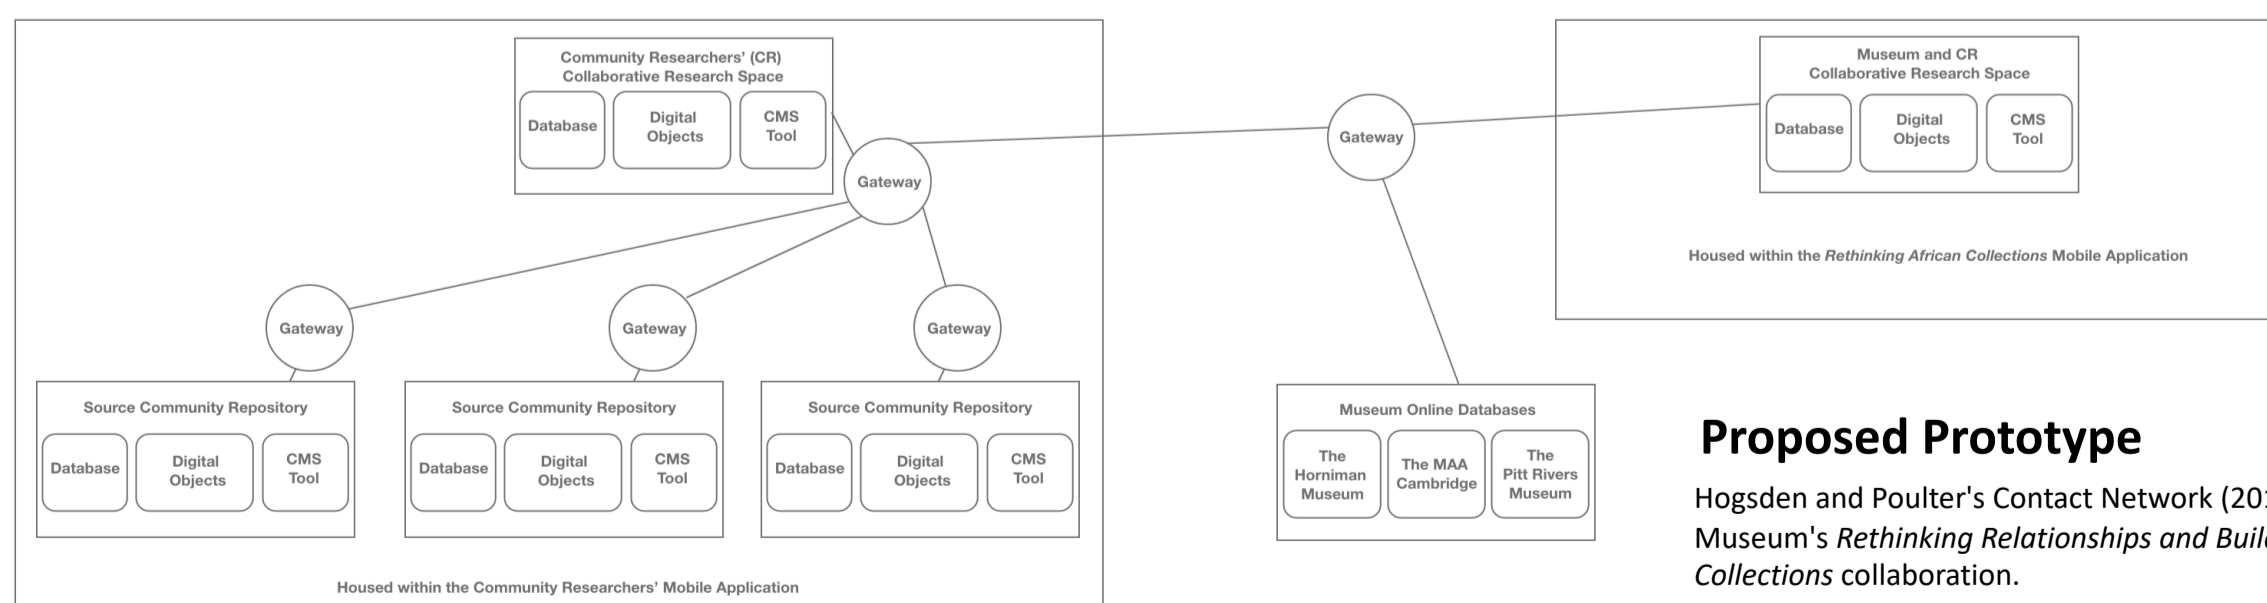 Community Researchers' (CR)
Collaborative Research Space
Database
Digital
Objects
CMS
Tool
Gateway
Gateway
Gateway
Gateway
Source Community Repository
Database
Digital
Objects
CMS
Tool
Source Community Repository
Database
Digital
Objects
CMS
Tool
Source Community Repository
Database
Digital
Objects
CMS
Tool
Housed within the Community Researchers' Mobile Application
Gateway
Museum Online Databases
The
Horniman
Museum
The MAA
Cambridge
The
Pitt Rivers
Museum
Museum and CR
Collaborative Research Space
Database
Digital
Objects
CMS
Tool
Housed within the Rethinking African Collections Mobile Application
Proposed Prototype
Hogsden and Poulter's Contact Network
Museum's Rethinking Relationships and
Collections collaboration.